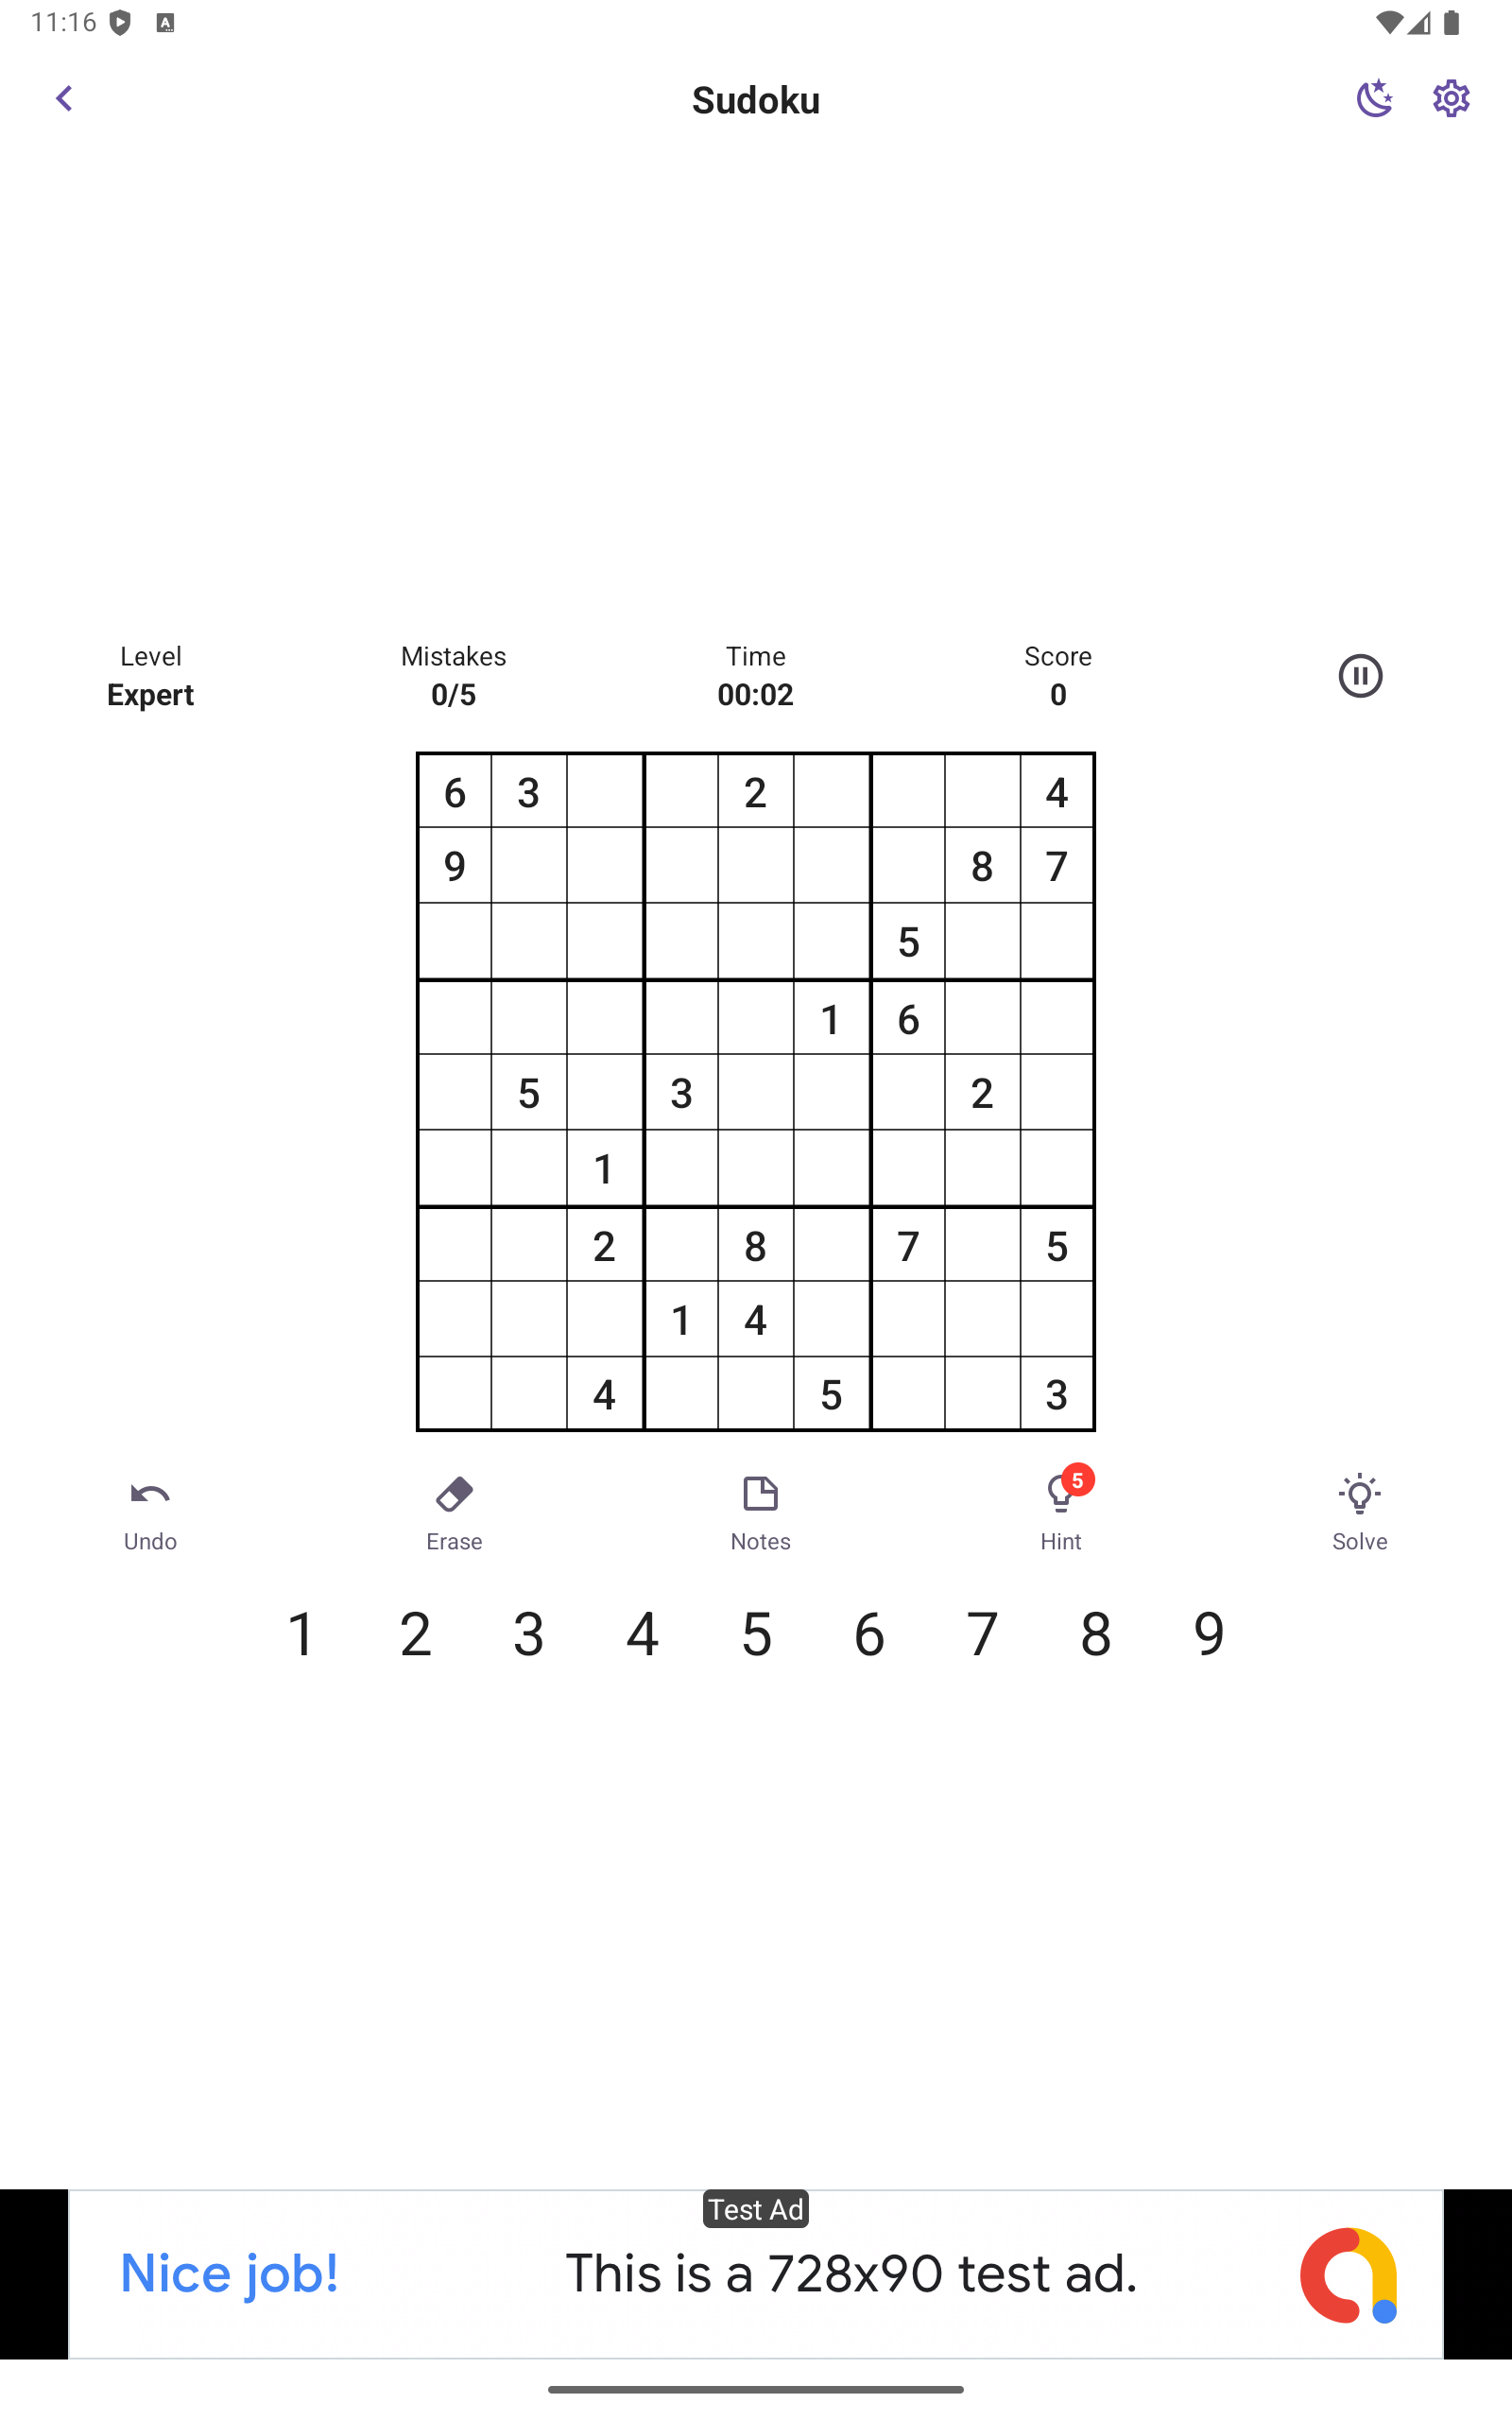 11:16
Sudoku
Level Mistakes Time Score
Expert 0/5 00:02 0
6 3 2 4
9 8 7
5
1 6
5 3 2
1
2 8 7 5
1 4
4 5 3
5
Undo Erase Notes Hint Solve
1 2 3 4 5 6 7 8 9
Test Ad
Nice job! This is a 728x90 test ad.